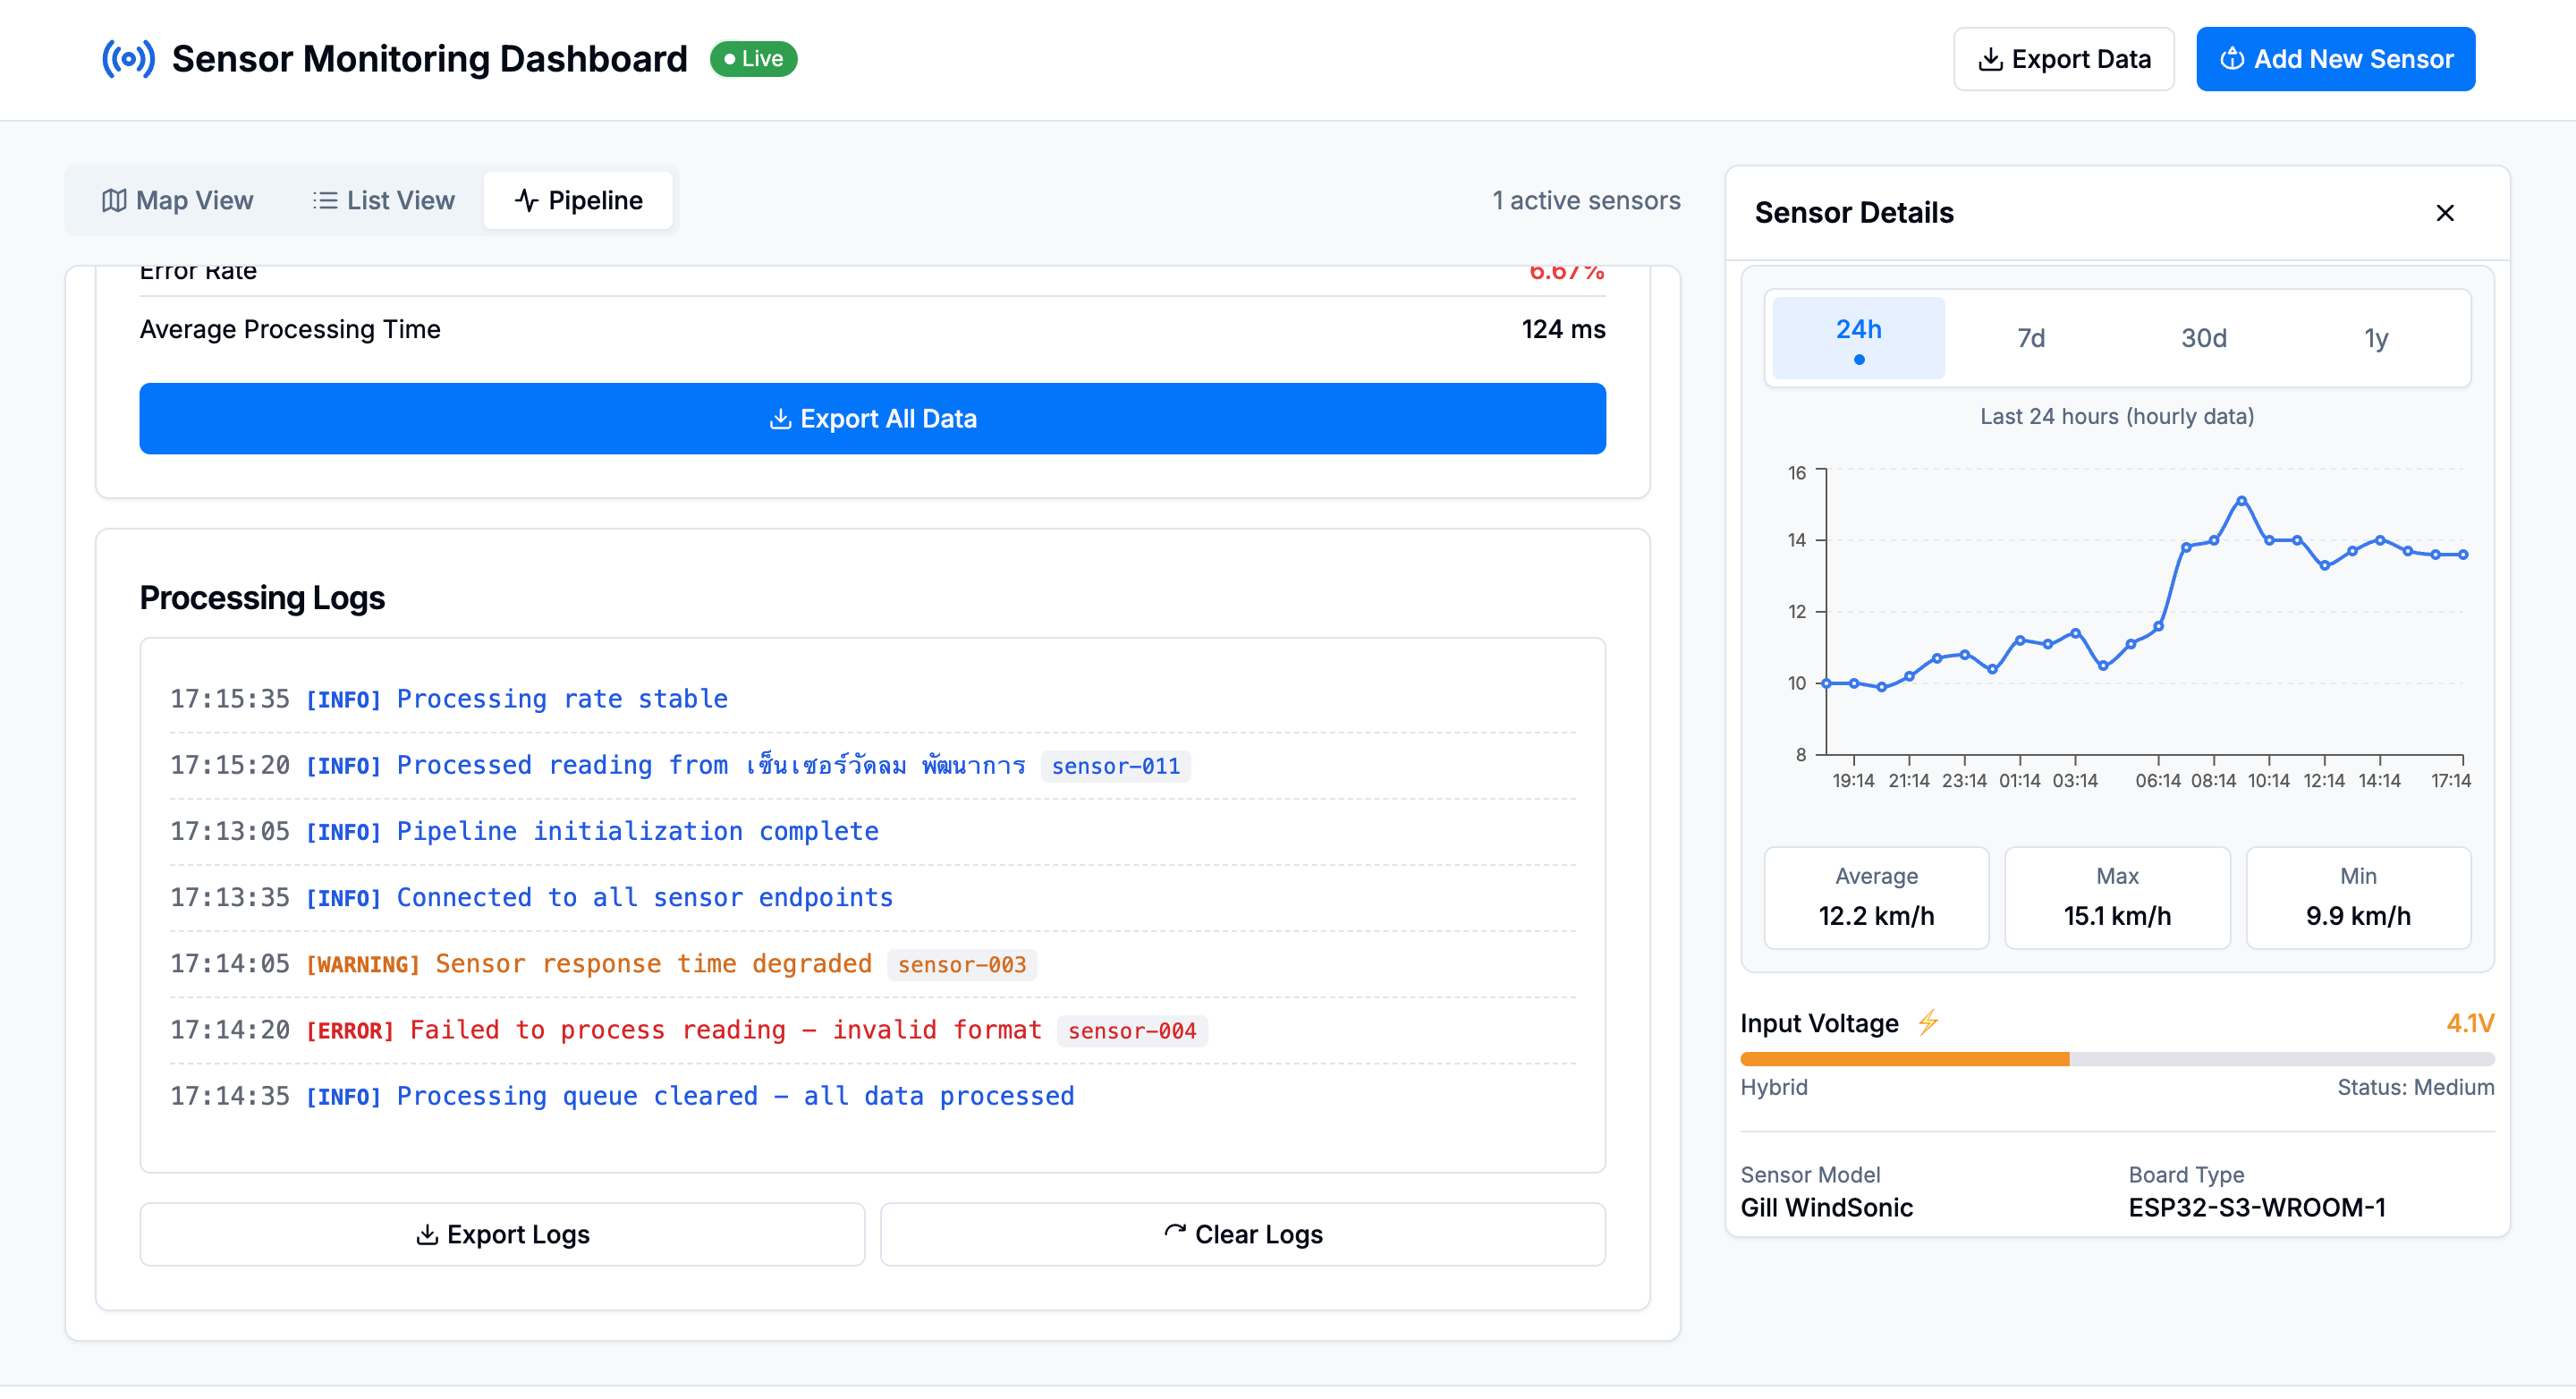 Sensor Monitoring Dashboard
Live
Export Data
Add New Sensor
Map View
List View
Pipeline
1 active sensors
Error Rate 6.67%
Average Processing Time 124 ms
Export All Data
Processing Logs
17:15:35 [INFO] Processing rate stable
17:15:20 [INFO] Processed reading from เซ็นเซอร์วัดลม พัฒนาการ sensor-011
17:13:05 [INFO] Pipeline initialization complete
17:13:35 [INFO] Connected to all sensor endpoints
17:14:05 [WARNING] Sensor response time degraded sensor-003
17:14:20 [ERROR] Failed to process reading - invalid format sensor-004
17:14:35 [INFO] Processing queue cleared - all data processed
Export Logs
Clear Logs
Sensor Details
24h 7d 30d 1y
Last 24 hours (hourly data)
16
14
12
10
8
19:14 21:14 23:14 01:14 03:14 06:14 08:14 10:14 12:14 14:14 17:14
Average
12.2 km/h
Max
15.1 km/h
Min
9.9 km/h
Input Voltage 4.1V
Hybrid Status: Medium
Sensor Model
Gill WindSonic
Board Type
ESP32-S3-WROOM-1